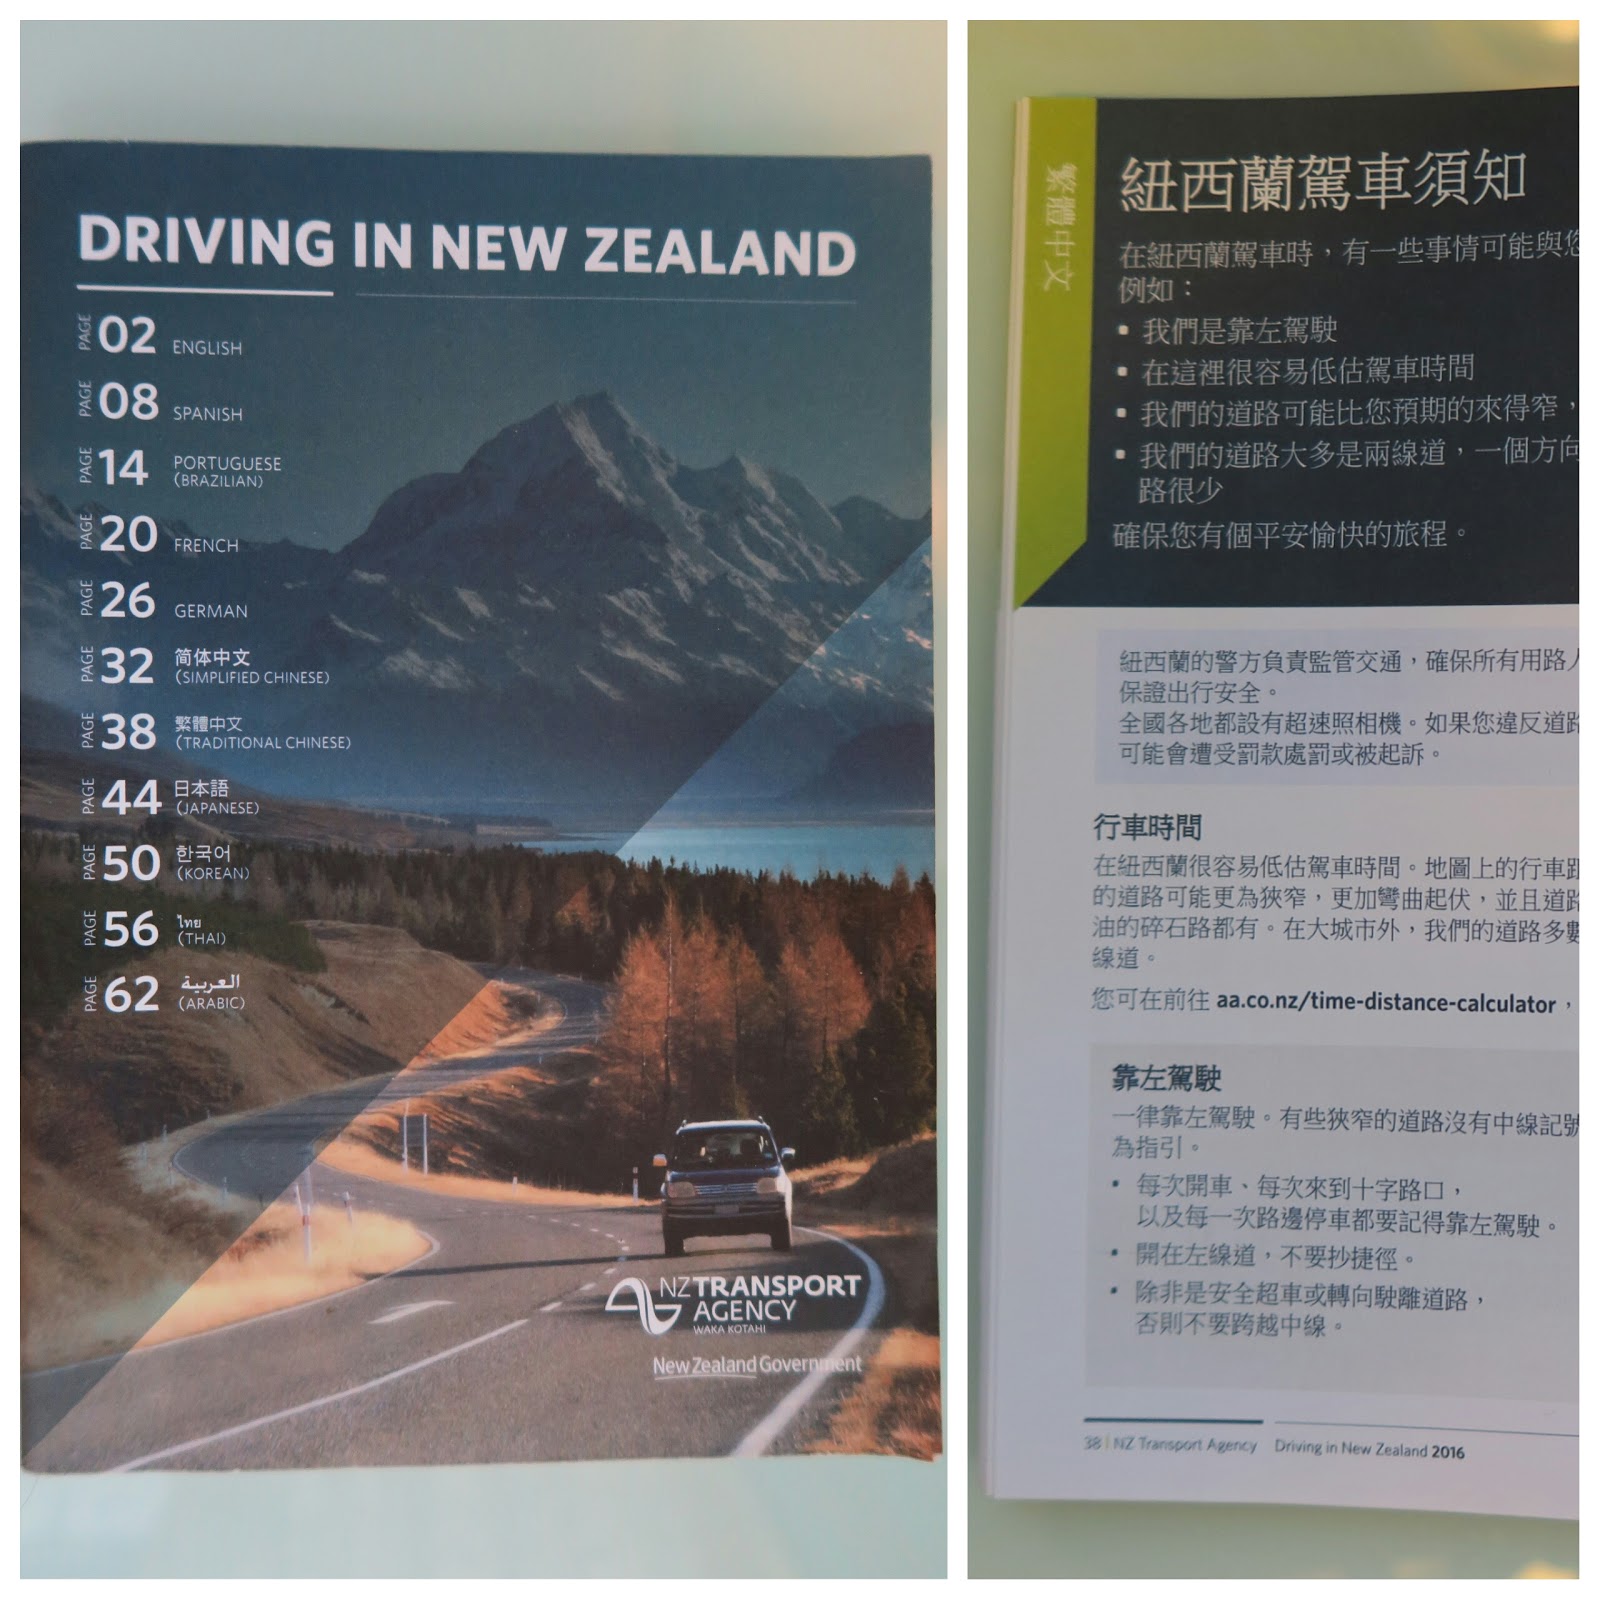 DRIVING IN NEW ZEALAND
PAGE 02 ENGLISH
PAGE 08 SPANISH
PAGE 14 PORTUGUESE
(BRAZILIAN)
PAGE 20 FRENCH
PAGE 26 GERMAN
PAGE 32 简体中文
(SIMPLIFIED CHINESE)
PAGE 38 繁體中文
(TRADITIONAL CHINESE)
PAGE 44 日本語
(JAPANESE)
PAGE 50 한국어
(KOREAN)
PAGE 56 ไทย
(THAI)
PAGE 62 العربية
(ARABIC)
NZ TRANSPORT
AGENCY
WAKA KOTAHI
New Zealand Government
繁體中文
紐西蘭駕車須知
在紐西蘭駕車時，有一些事情可能與您
例如：
• 我們是靠左駕駛
• 在這裡很容易低估駕車時間
• 我們的道路可能比您預期的來得窄，
• 我們的道路大多是兩線道，一個方向
路很少
確保您有個平安愉快的旅程。
紐西蘭的警方負責監管交通，確保所有用路人
保證出行安全。
全國各地都設有超速照相機。如果您違反道路
可能會遭受罰款處罰或被起訴。
行車時間
在紐西蘭很容易低估駕車時間。地圖上的行車距
的道路可能更為狹窄，更加彎曲起伏，並且道路
油的碎石路都有。在大城市外，我們的道路多數
線道。
您可在前往 aa.co.nz/time-distance-calculator，
靠左駕駛
一律靠左駕駛。有些狹窄的道路沒有中線記號
為指引。
• 每次開車、每次來到十字路口，
以及每一次路邊停車都要記得靠左駕駛。
• 開在左線道，不要抄捷徑。
• 除非是安全超車或轉向駛離道路，
否則不要跨越中線。
38 | NZ Transport Agency Driving in New Zealand 2016